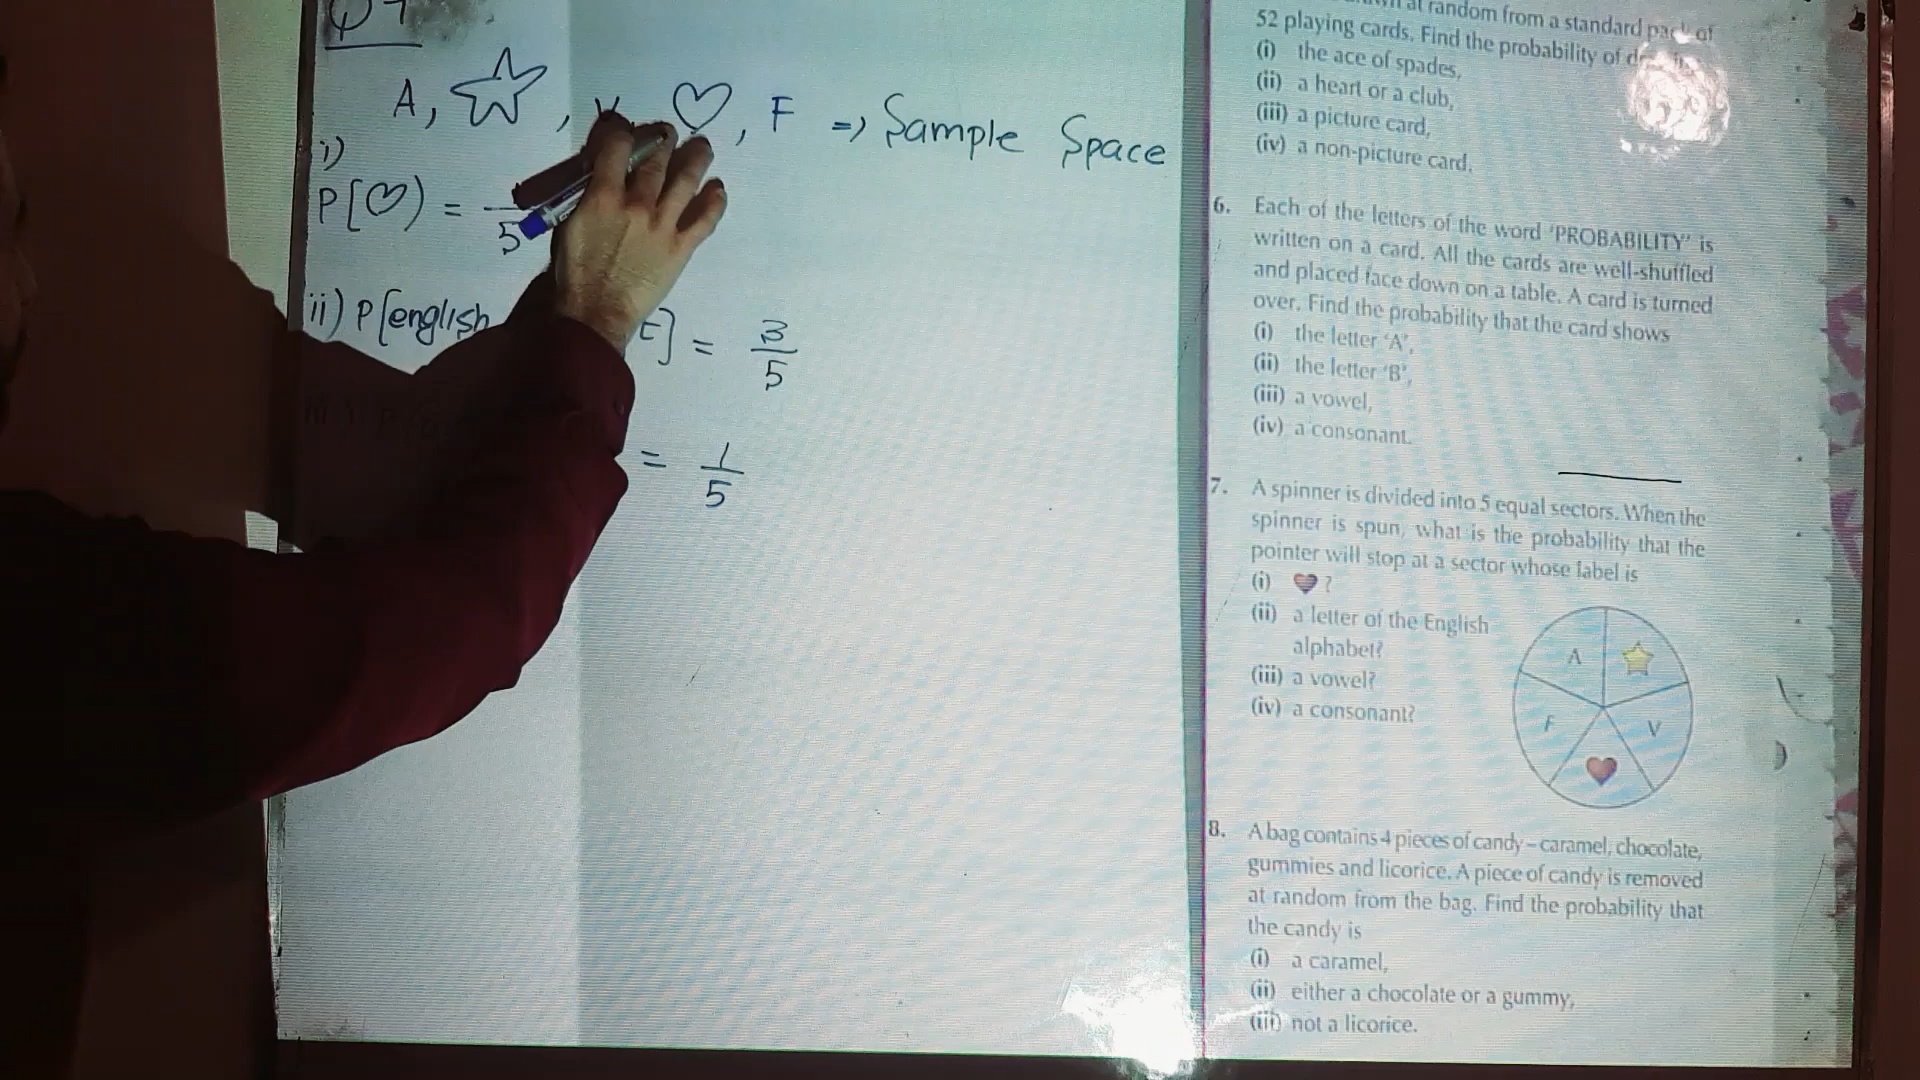 Q7
A, ☆, V, ♡, F => Sample Space
i)
P[♡) = 5
ii) P[english t] = 3/5
= 1/5
at random from a standard pack of
52 playing cards. Find the probability of
(i) the ace of spades,
(ii) a heart or a club,
(iii) a picture card,
(iv) a non-picture card.
6. Each of the letters of the word 'PROBABILITY' is
written on a card. All the cards are well-shuffled
and placed face down on a table. A card is turned
over. Find the probability that the card shows
(i) the letter 'A',
(ii) the letter 'B',
(iii) a vowel,
(iv) a consonant.
7. A spinner is divided into 5 equal sectors. When the
spinner is spun, what is the probability that the
pointer will stop at a sector whose label is
(i) ♥ ?
(ii) a letter of the English
alphabet?
(iii) a vowel?
(iv) a consonant?
A
F
V
8. A bag contains 4 pieces of candy – caramel, chocolate,
gummies and licorice. A piece of candy is removed
at random from the bag. Find the probability that
the candy is
(i) a caramel,
(ii) either a chocolate or a gummy,
(iii) not a licorice.